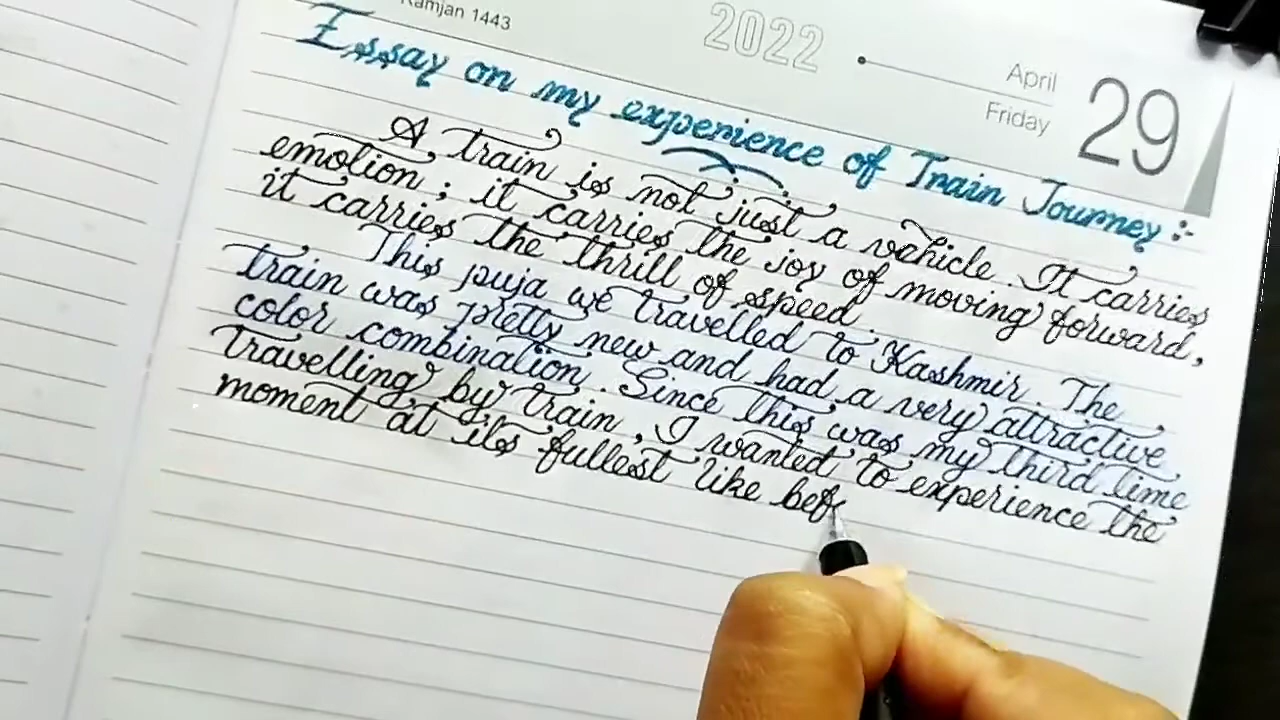 Ramjan 1443
2022
April
Friday
29
Essay on my experience of Train Journey :-
A train is not just a vehicle. It carries
emotion ; it carries the joy of moving forward,
it carries the thrill of speed.
This puja we travelled to Kashmir. The
train was pretty new and had a very attractive
color combination. Since this was my third time
travelling by train, I wanted to experience the
moment at its fullest like befo